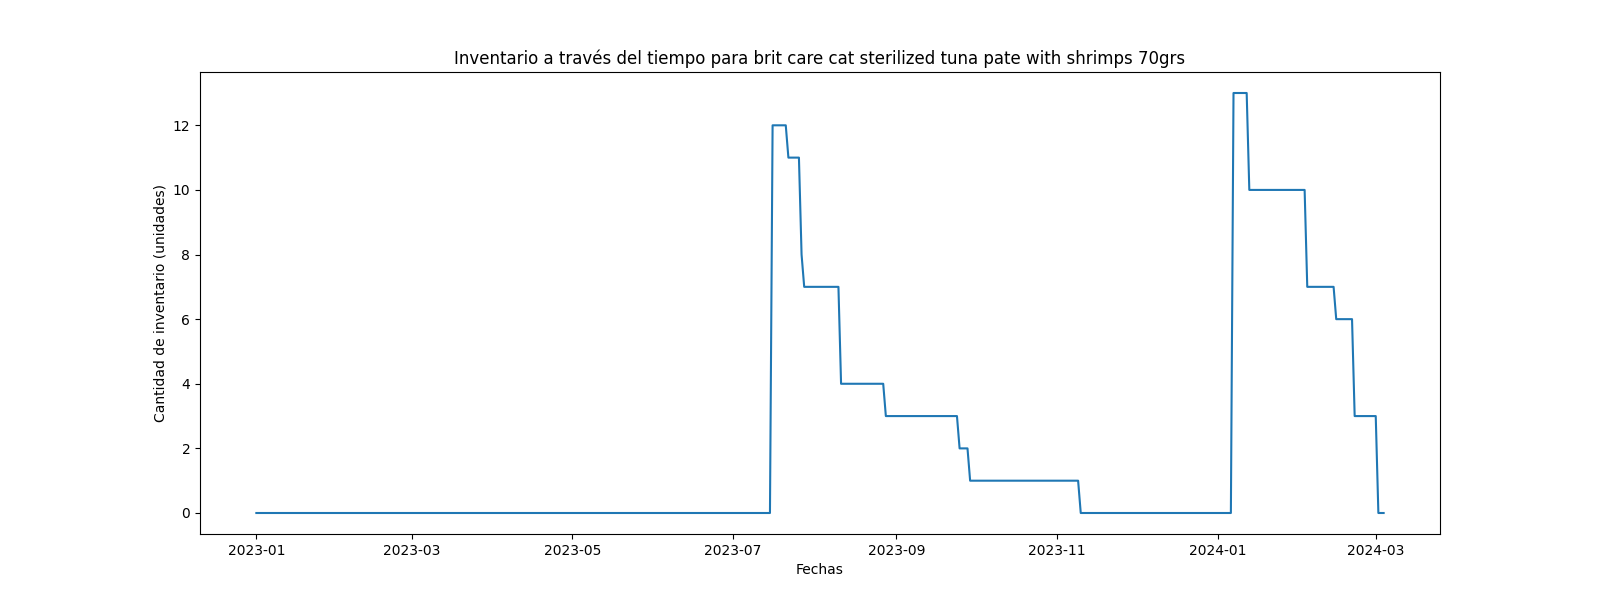 Inventario a través del tiempo para brit care cat sterilized tuna pate with shrimps 70grs
Cantidad de inventario (unidades)
12
10
8
6
4
2
0
2023-01 2023-03 2023-05 2023-07 2023-09 2023-11 2024-01 2024-03
Fechas